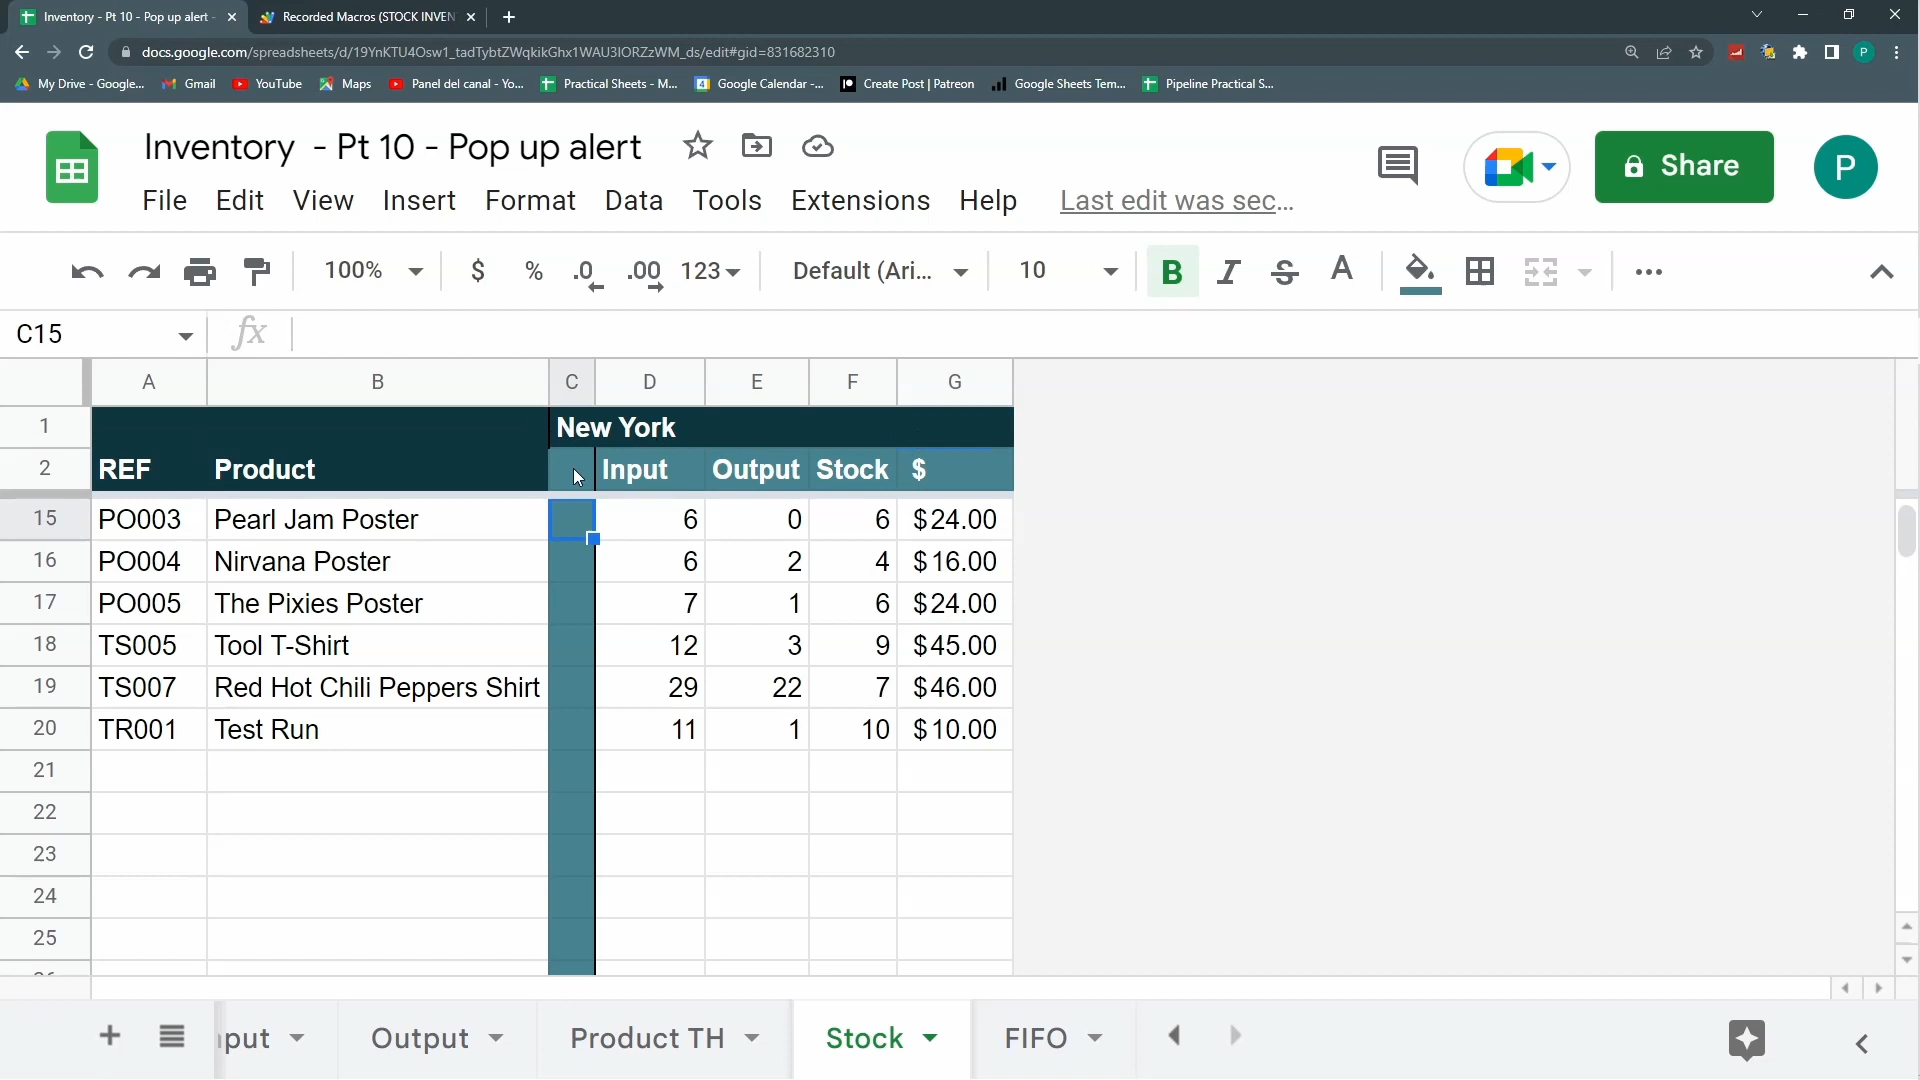 Inventory - Pt 10 - Pop up alert -
Recorded Macros (STOCK INVEN
docs.google.com/spreadsheets/d/19YnKTU4Osw1_tadTybtZWqkikGhx1WAU3IORZzWM_ds/edit#gid=831682310
P
My Drive - Google...
Gmail
YouTube
Maps
Panel del canal - Yo...
Practical Sheets - M...
Google Calendar -...
Create Post | Patreon
Google Sheets Tem...
Pipeline Practical S...
Inventory - Pt 10 - Pop up alert
Share
P
File Edit View Insert Format Data Tools Extensions Help Last edit was sec...
100% $ % .0 .00 123 Default (Ari... 10 B I S A
C15 fx
A B C D E F G
1 New York
2 REF Product Input Output Stock $
15 PO003 Pearl Jam Poster 6 0 6 $24.00
16 PO004 Nirvana Poster 6 2 4 $16.00
17 PO005 The Pixies Poster 7 1 6 $24.00
18 TS005 Tool T-Shirt 12 3 9 $45.00
19 TS007 Red Hot Chili Peppers Shirt 29 22 7 $46.00
20 TR001 Test Run 11 1 10 $10.00
21
22
23
24
25
put Output Product TH Stock FIFO